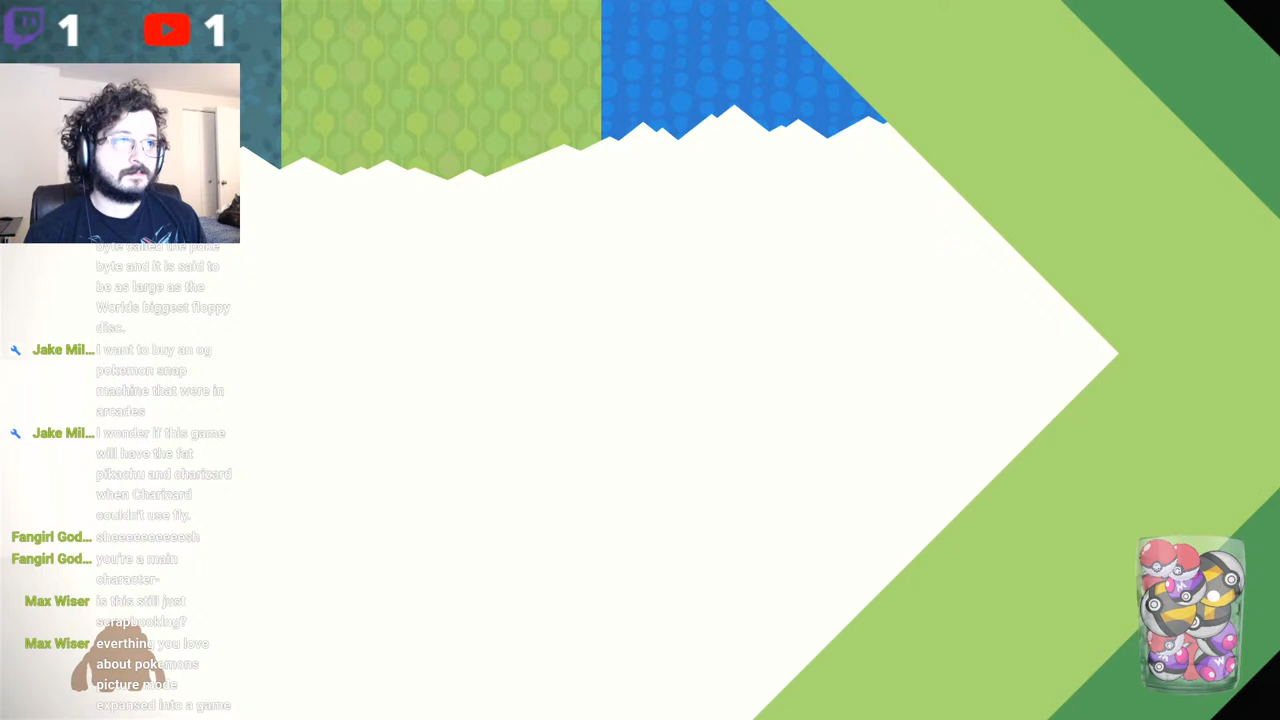 1 1
byte called the poke
byte and it is said to
be as large as the
Worlds biggest floppy
disc.
Jake Mil... I want to buy an og
pokemon snap
machine that were in
arcades
Jake Mil... I wonder if this game
will have the fat
pikachu and charizard
when Charizard
couldn't use fly.
Fangirl God... sheeeeeeeeeesh
Fangirl God... you're a main
character-
Max Wiser is this still just
scrapbooking?
Max Wiser everthing you love
about pokemons
picture mode
expansed into a game